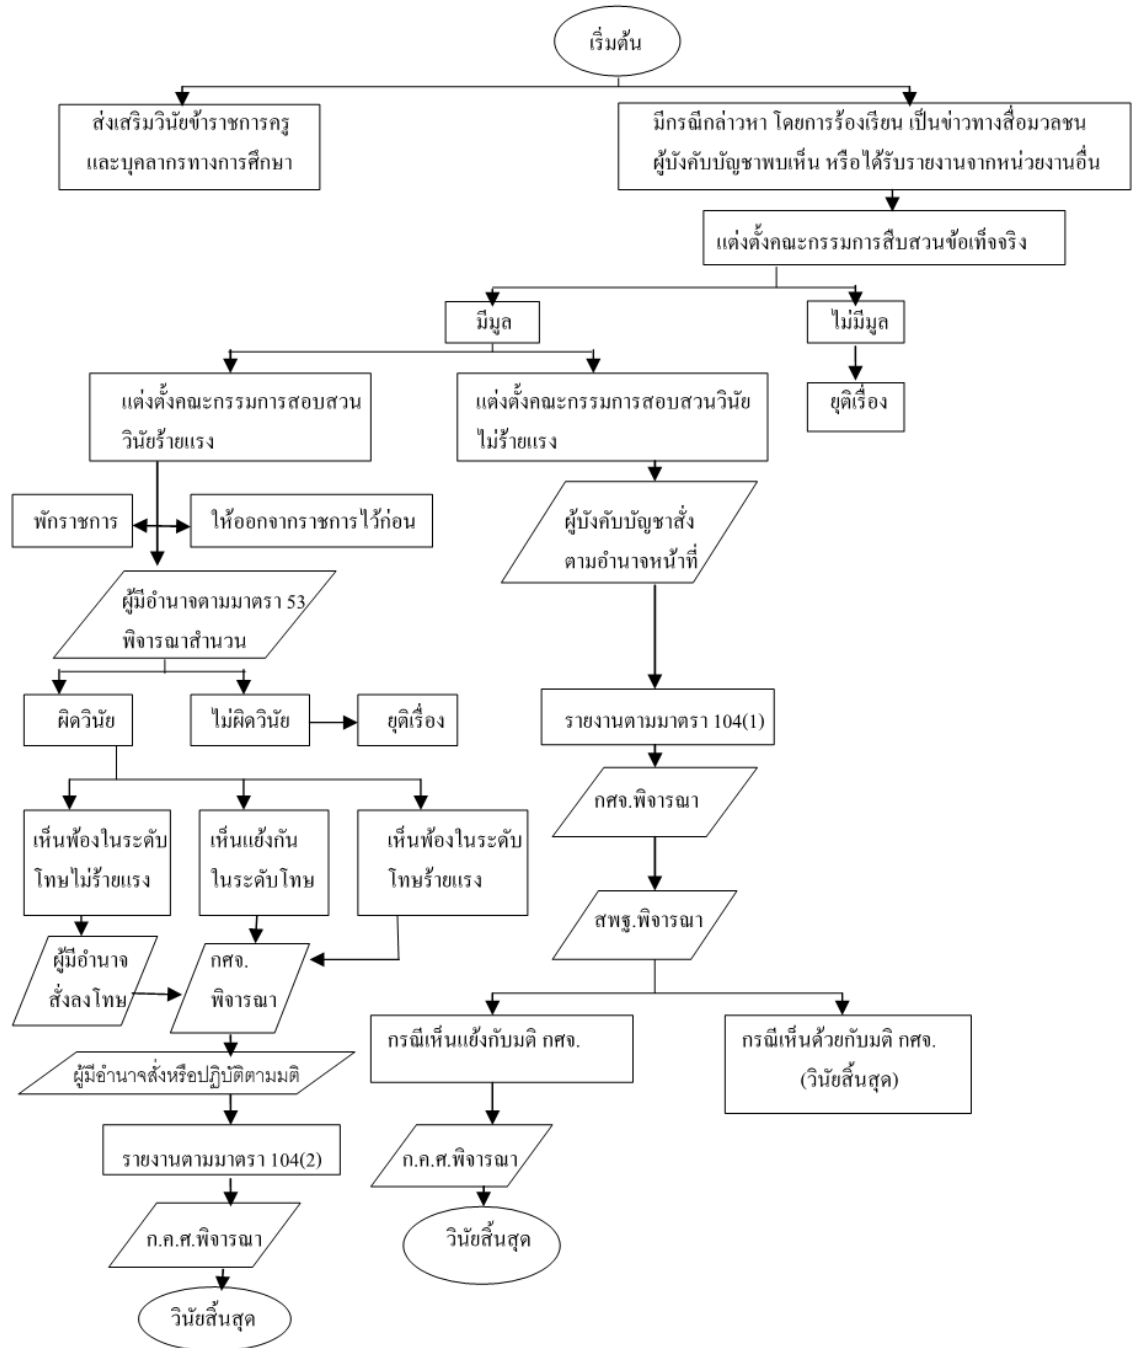 เริ่มต้น
ส่งเสริมวินัยข้าราชการครู
และบุคลากรทางการศึกษา
มีกรณีกล่าวหา โดยการร้องเรียน เป็นข่าวทางสื่อมวลชน
ผู้บังคับบัญชาพบเห็น หรือได้รับรายงานจากหน่วยงานอื่น
แต่งตั้งคณะกรรมการสืบสวนข้อเท็จจริง
มีมูล
ไม่มีมูล
ยุติเรื่อง
แต่งตั้งคณะกรรมการสอบสวน
วินัยร้ายแรง
แต่งตั้งคณะกรรมการสอบสวนวินัย
ไม่ร้ายแรง
พักราชการ
ให้ออกจากราชการไว้ก่อน
ผู้บังคับบัญชาสั่ง
ตามอำนาจหน้าที่
ผู้มีอำนาจตามมาตรา 53
พิจารณาสำนวน
ผิดวินัย
ไม่ผิดวินัย
ยุติเรื่อง
รายงานตามมาตรา 104(1)
กศจ.พิจารณา
เห็นพ้องในระดับ
โทษไม่ร้ายแรง
เห็นแย้งกัน
ในระดับโทษ
เห็นพ้องในระดับ
โทษร้ายแรง
สพฐ.พิจารณา
ผู้มีอำนาจ
สั่งลงโทษ
กศจ.
พิจารณา
กรณีเห็นแย้งกับมติ กศจ.
กรณีเห็นด้วยกับมติ กศจ.
(วินัยสิ้นสุด)
ผู้มีอำนาจสั่งหรือปฏิบัติตามมติ
รายงานตามมาตรา 104(2)
ก.ค.ศ.พิจารณา
ก.ค.ศ.พิจารณา
วินัยสิ้นสุด
วินัยสิ้นสุด